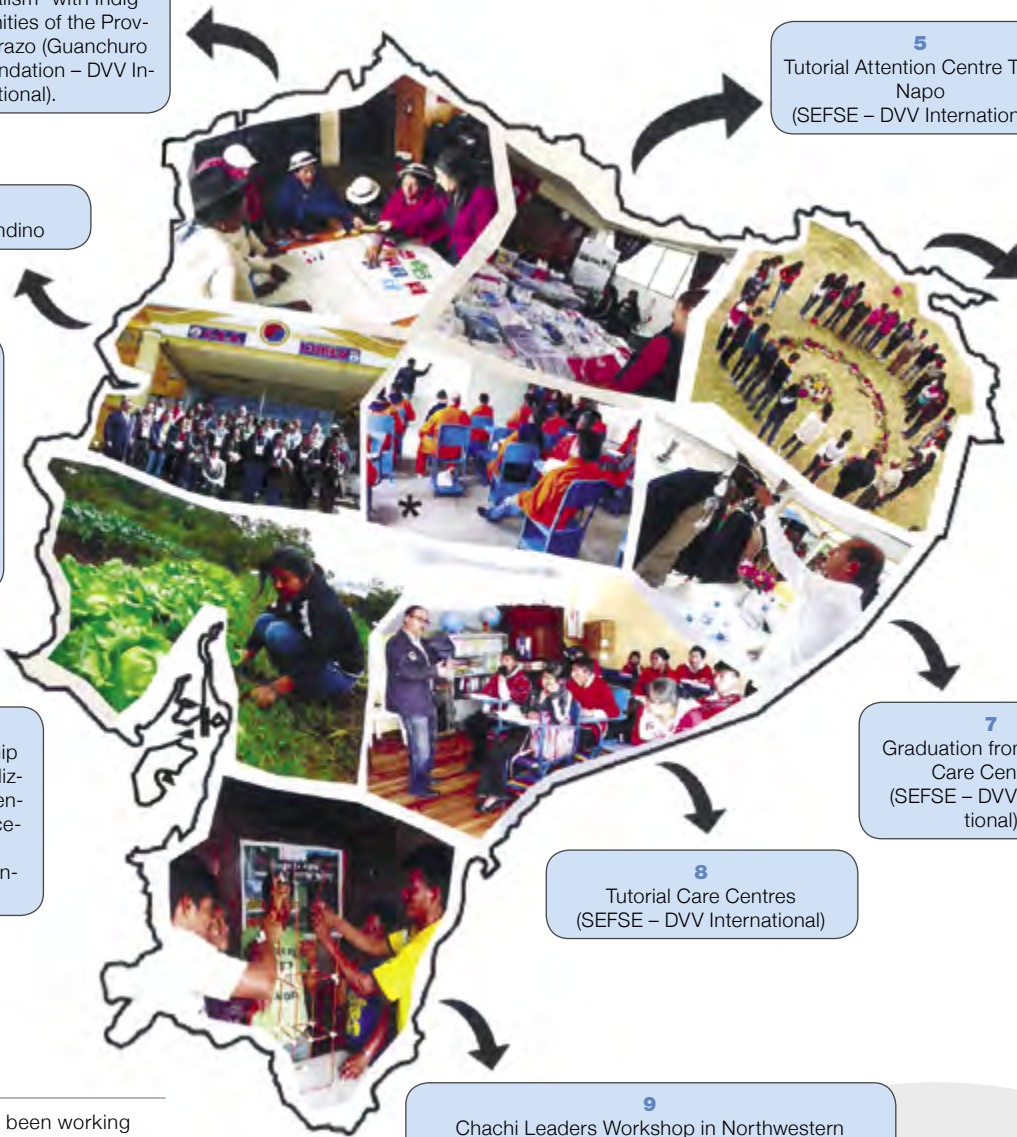 alism" with Indig-
nities of the Prov-
razo (Guanchuro
ndation – DVV In-
tional).
5
Tutorial Attention Centre T
Napo
(SEFSE – DVV Internation
ndino
ip
liz-
en-
ce-
n-
*
7
Graduation from
Care Cen
(SEFSE – DVV
tional)
8
Tutorial Care Centres
(SEFSE – DVV International)
9
Chachi Leaders Workshop in Northwestern
been working